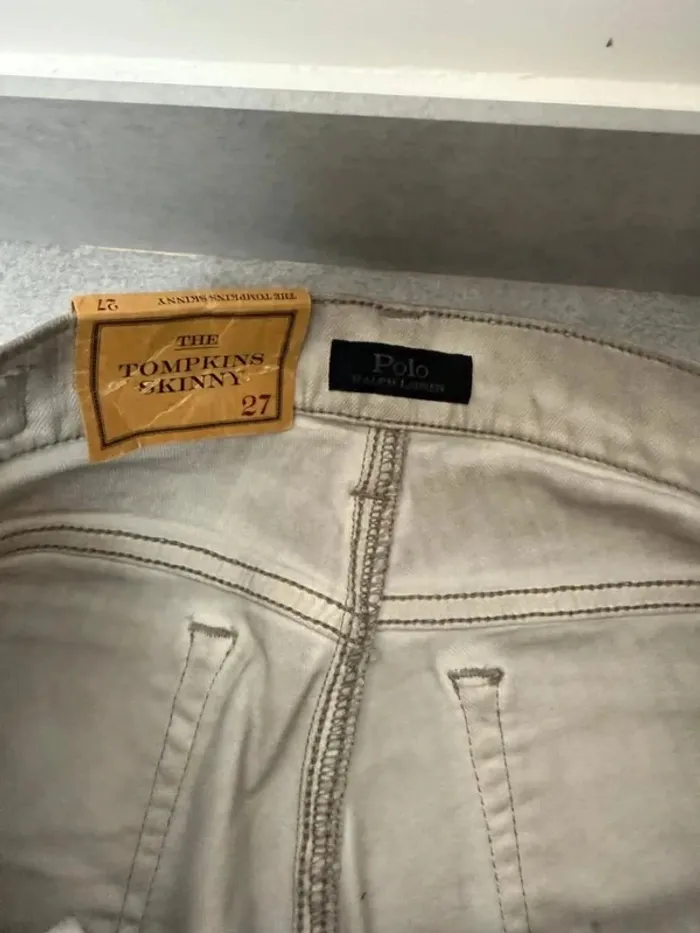 27 THE TOMPKINS SKINNY
THE
TOMPKINS
SKINNY
27
Polo
RALPH LAUREN